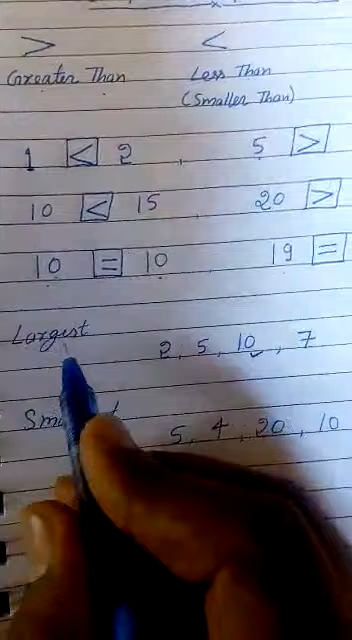 > <
Greater Than Less Than
(Smaller Than)
1 < 2 , 5 >
10 < 15 , 20 >
10 = 10 , 19 =
Largest 2, 5, 10, 7
5, 4, 20, 10